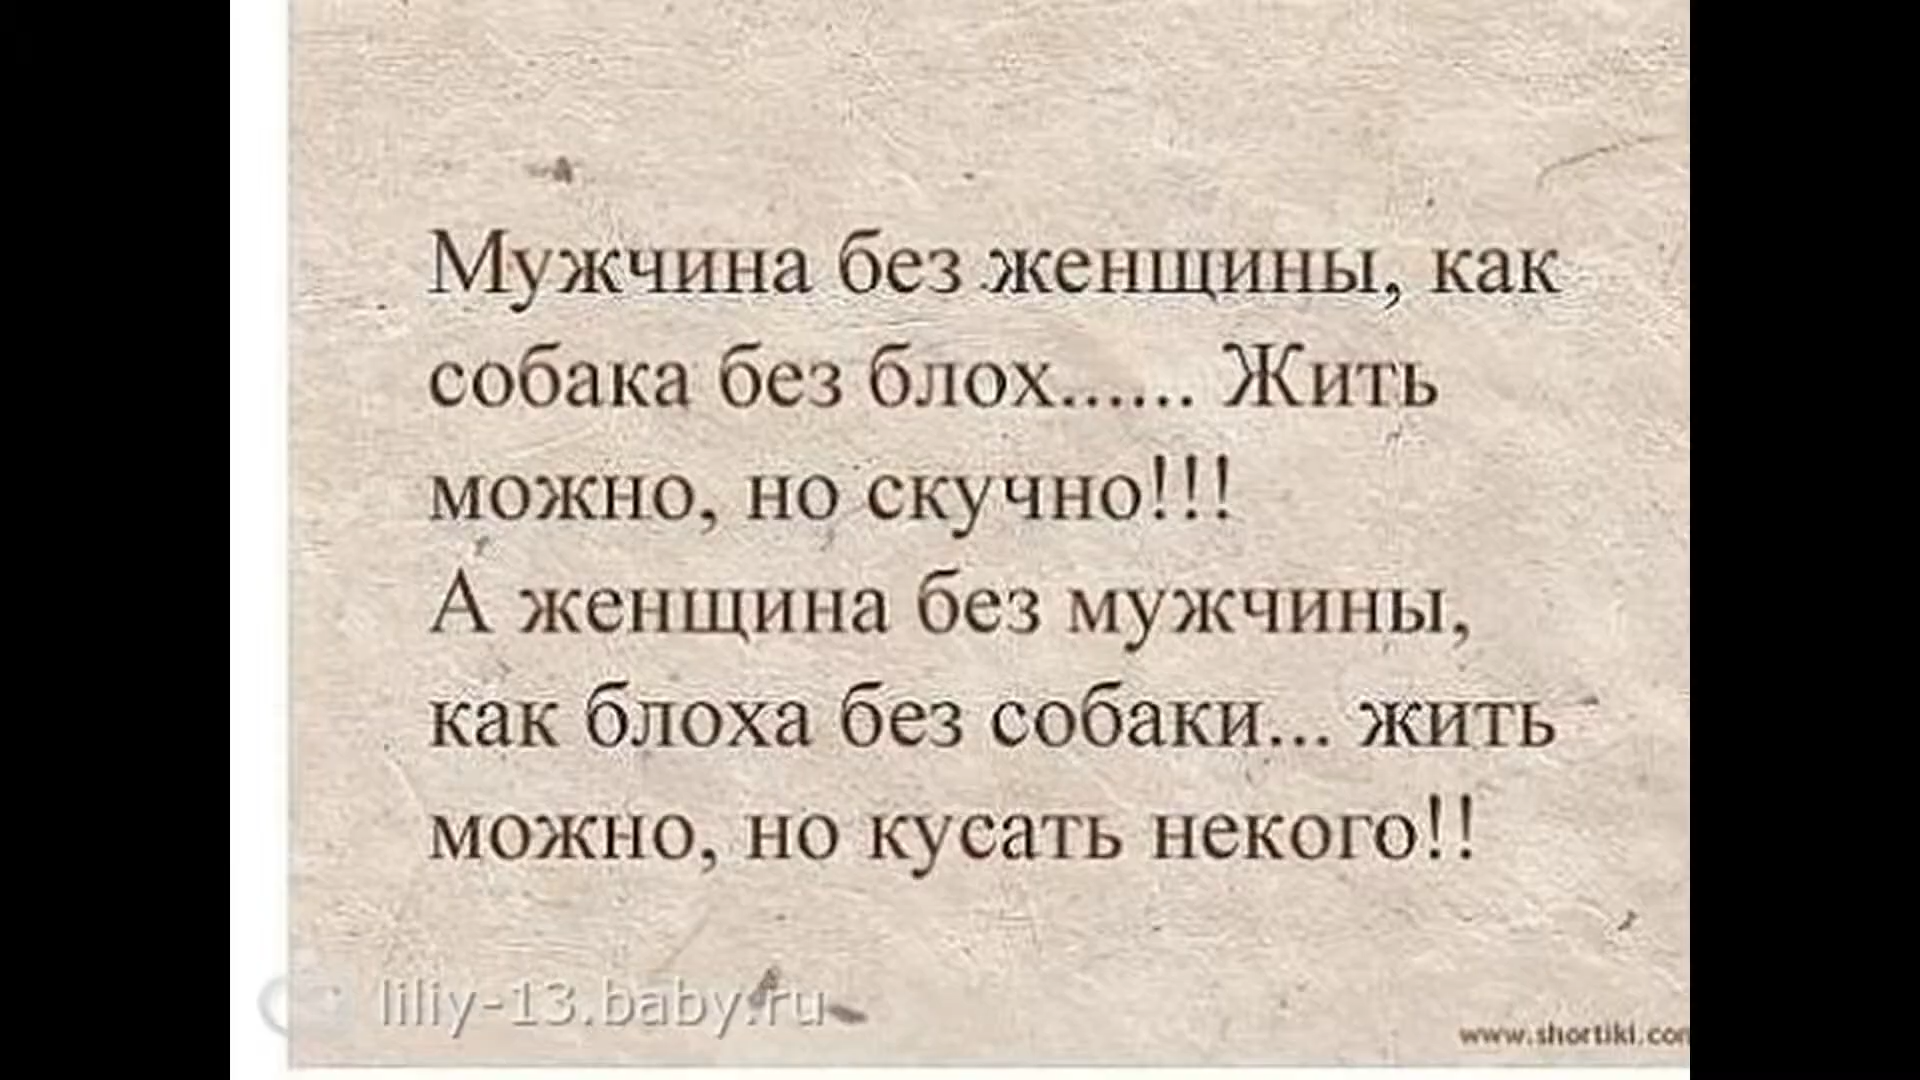 Мужчина без женщины, как
собака без блох...... Жить
можно, но скучно!!!
А женщина без мужчины,
как блоха без собаки... жить
можно, но кусать некого!!
liliy-13.baby.ru
www.shortiki.com